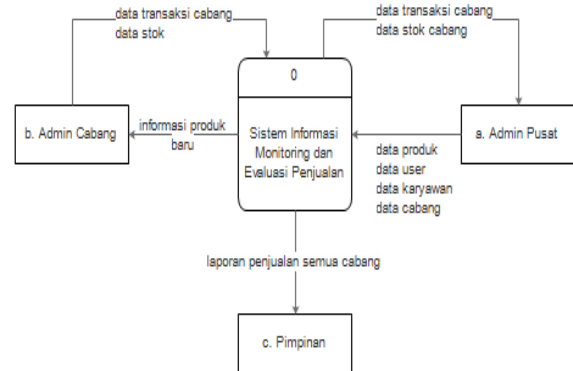 data transaksi cabang
data stok
data transaksi cabang
data stok cabang
0
b. Admin Cabang
informasi produk
baru
Sistem Informasi
Monitoring dan
Evaluasi Penjualan
a. Admin Pusat
data produk
data user
data karyawan
data cabang
laporan penjualan semua cabang
c. Pimpinan